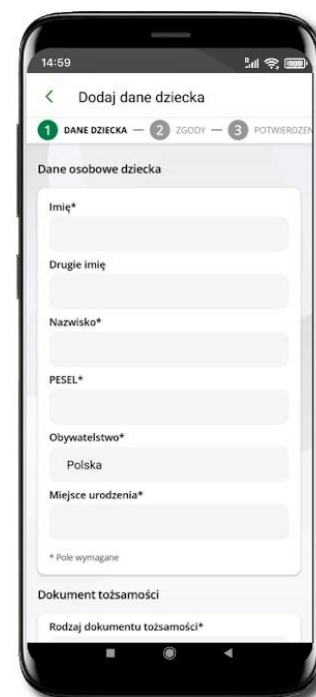 14:59
Dodaj dane dziecka
1 DANE DZIECKA — 2 ZGODY — 3 POTWIERDZEN
Dane osobowe dziecka
Imię*
Drugie imię
Nazwisko*
PESEL*
Obywatelstwo*
Polska
Miejsce urodzenia*
* Pole wymagane
Dokument tożsamości
Rodzaj dokumentu tożsamości*